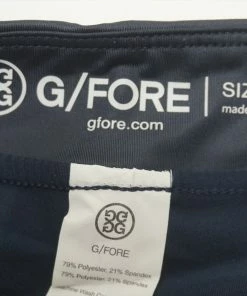 G/FORE | SIZ
gfore.com made
G/FORE
79% Polyester, 21% Spandex
79% Polyester, 21% Spandex